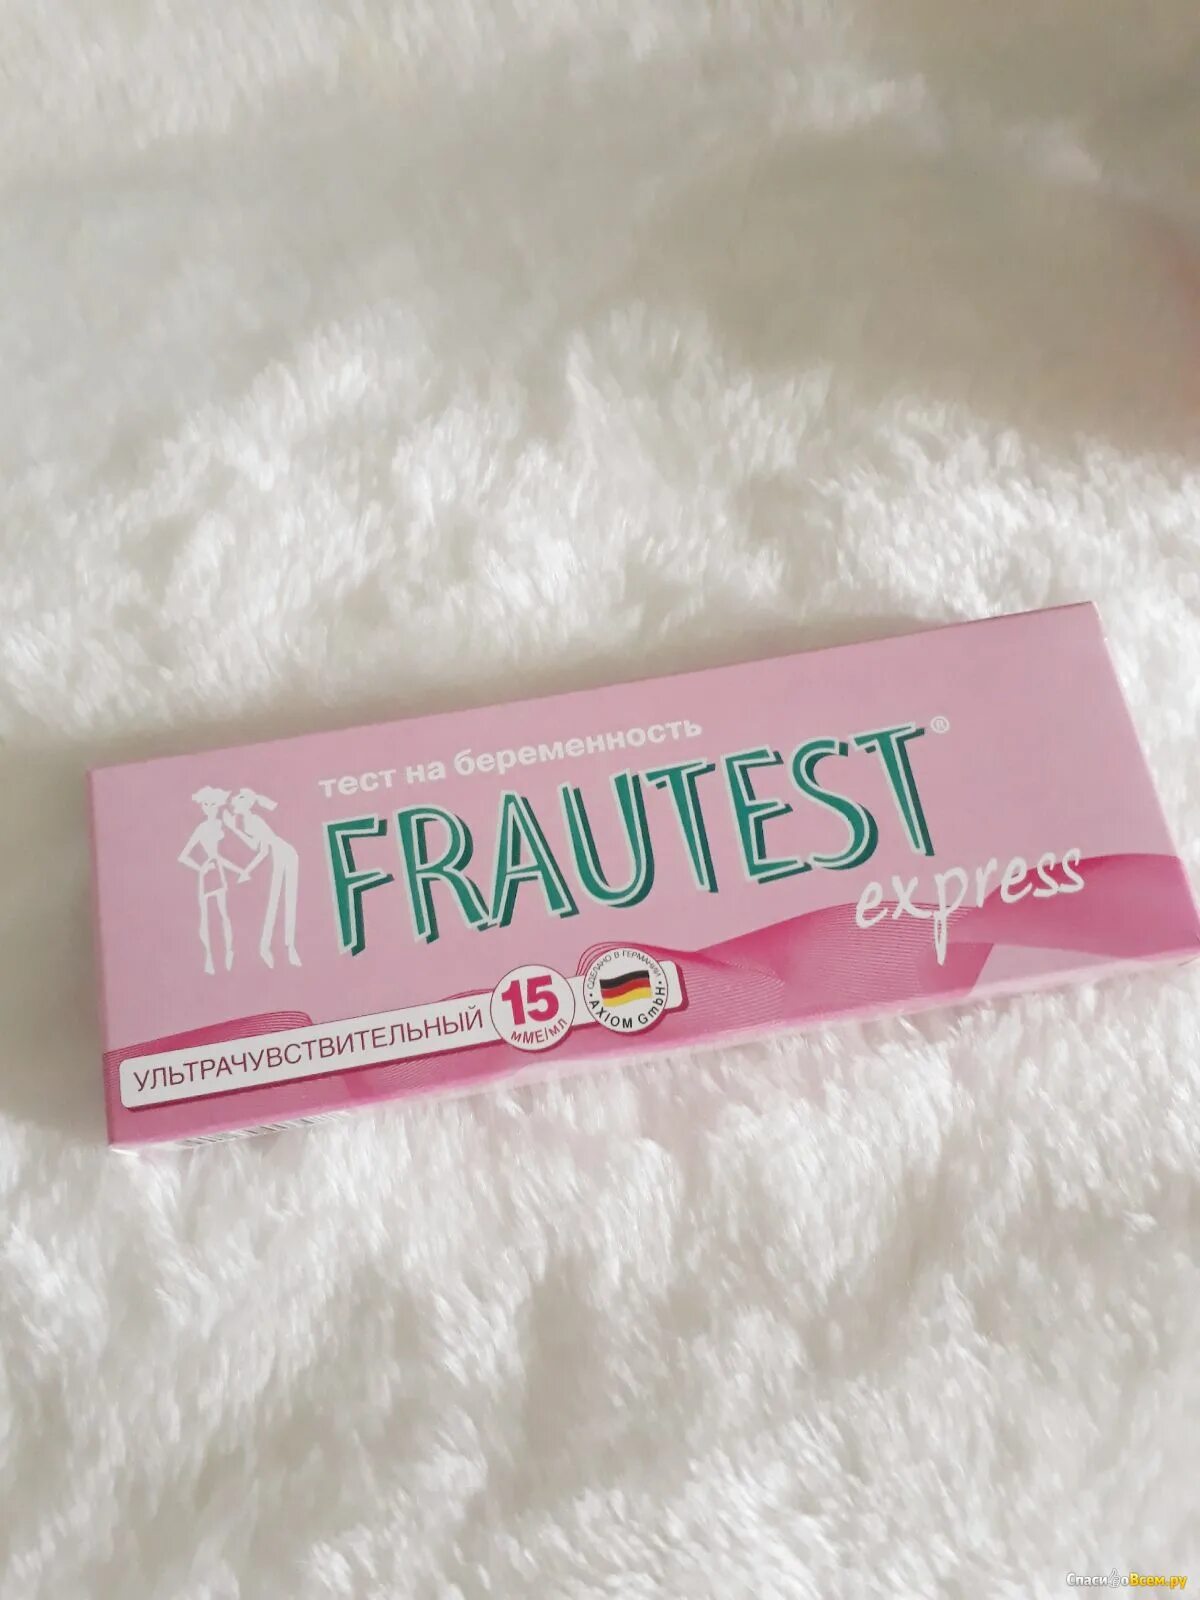 тест на беременность
FRAUTEST®
express
УЛЬТРАЧУВСТВИТЕЛЬНЫЙ
15
мМЕ/мл
СДЕЛАНО В ГЕРМАНИИ
• AXIOM GmbH •
СпасибоВсем.ру